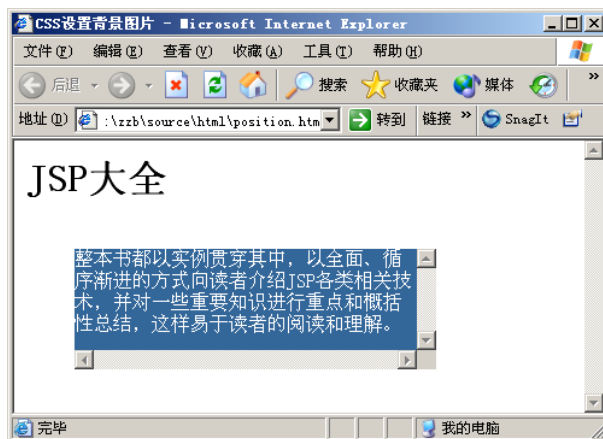 CSS设置背景图片 - Microsoft Internet Explorer
文件(F) 编辑(E) 查看(V) 收藏(A) 工具(T) 帮助(H)
后退 搜索 收藏夹 媒体 »
地址(D) :\zzb\source\html\position.htm 转到 链接 » SnagIt
JSP大全
整本书都以实例贯穿其中，以全面、循
序渐进的方式向读者介绍JSP各类相关技
术，并对一些重要知识进行重点和概括
性总结，这样易于读者的阅读和理解。
完毕 我的电脑